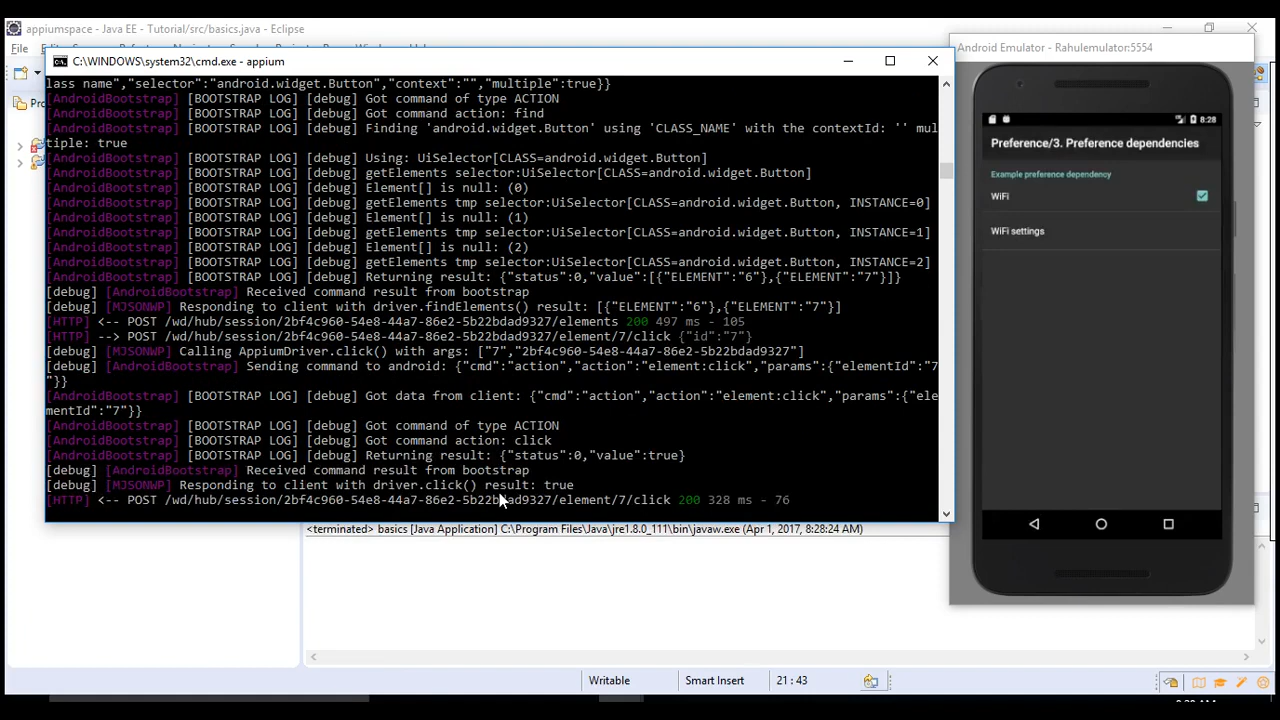 appiumspace - Java EE - Tutorial/src/basics.java - Eclipse
File
C:\WINDOWS\system32\cmd.exe - appium
lass name","selector":"android.widget.Button","context":"","multiple":true}}
[AndroidBootstrap] [BOOTSTRAP LOG] [debug] Got command of type ACTION
[AndroidBootstrap] [BOOTSTRAP LOG] [debug] Got command action: find
[AndroidBootstrap] [BOOTSTRAP LOG] [debug] Finding 'android.widget.Button' using 'CLASS_NAME' with the contextId: '' mul
tiple: true
[AndroidBootstrap] [BOOTSTRAP LOG] [debug] Using: UiSelector[CLASS=android.widget.Button]
[AndroidBootstrap] [BOOTSTRAP LOG] [debug] getElements selector:UiSelector[CLASS=android.widget.Button]
[AndroidBootstrap] [BOOTSTRAP LOG] [debug] Element[] is null: (0)
[AndroidBootstrap] [BOOTSTRAP LOG] [debug] getElements tmp selector:UiSelector[CLASS=android.widget.Button, INSTANCE=0]
[AndroidBootstrap] [BOOTSTRAP LOG] [debug] Element[] is null: (1)
[AndroidBootstrap] [BOOTSTRAP LOG] [debug] getElements tmp selector:UiSelector[CLASS=android.widget.Button, INSTANCE=1]
[AndroidBootstrap] [BOOTSTRAP LOG] [debug] Element[] is null: (2)
[AndroidBootstrap] [BOOTSTRAP LOG] [debug] getElements tmp selector:UiSelector[CLASS=android.widget.Button, INSTANCE=2]
[AndroidBootstrap] [BOOTSTRAP LOG] [debug] Returning result: {"status":0,"value":[{"ELEMENT":"6"},{"ELEMENT":"7"}]}
[debug] [AndroidBootstrap] Received command result from bootstrap
[debug] [MJSONWP] Responding to client with driver.findElements() result: [{"ELEMENT":"6"},{"ELEMENT":"7"}]
[HTTP] <-- POST /wd/hub/session/2bf4c960-54e8-44a7-86e2-5b22bdad9327/elements 200 497 ms - 105
[HTTP] --> POST /wd/hub/session/2bf4c960-54e8-44a7-86e2-5b22bdad9327/element/7/click {"id":"7"}
[debug] [MJSONWP] Calling AppiumDriver.click() with args: ["7","2bf4c960-54e8-44a7-86e2-5b22bdad9327"]
[debug] [AndroidBootstrap] Sending command to android: {"cmd":"action","action":"element:click","params":{"elementId":"7
"}}
[AndroidBootstrap] [BOOTSTRAP LOG] [debug] Got data from client: {"cmd":"action","action":"element:click","params":{"ele
mentId":"7"}}
[AndroidBootstrap] [BOOTSTRAP LOG] [debug] Got command of type ACTION
[AndroidBootstrap] [BOOTSTRAP LOG] [debug] Got command action: click
[AndroidBootstrap] [BOOTSTRAP LOG] [debug] Returning result: {"status":0,"value":true}
[debug] [AndroidBootstrap] Received command result from bootstrap
[debug] [MJSONWP] Responding to client with driver.click() result: true
[HTTP] <-- POST /wd/hub/session/2bf4c960-54e8-44a7-86e2-5b22bdad9327/element/7/click 200 328 ms - 76
<terminated> basics [Java Application] C:\Program Files\Java\jre1.8.0_111\bin\javaw.exe (Apr 1, 2017, 8:28:24 AM)
Writable
Smart Insert
21 : 43
Android Emulator - Rahulemulator:5554
8:28
Preference/3. Preference dependencies
Example preference dependency
WiFi
WiFi settings